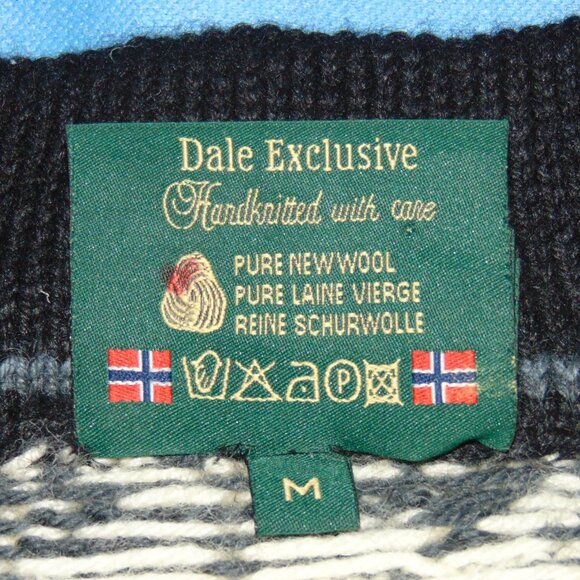 Dale Exclusive
Handknitted with care
PURE NEW WOOL
PURE LAINE VIERGE
REINE SCHURWOLLE
P
M